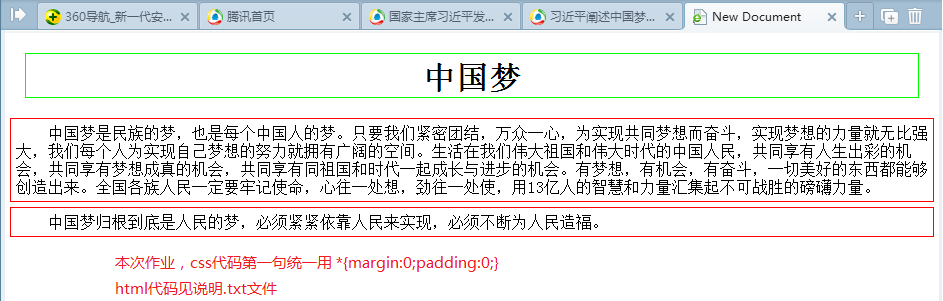 360导航_新一代安... 腾讯首页 国家主席习近平发... 习近平阐述中国梦... New Document
中国梦
中国梦是民族的梦，也是每个中国人的梦。只要我们紧密团结，万众一心，为实现共同梦想而奋斗，实现梦想的力量就无比强
大，我们每个人为实现自己梦想的努力就拥有广阔的空间。生活在我们伟大祖国和伟大时代的中国人民，共同享有人生出彩的机
会，共同享有梦想成真的机会，共同享有同祖国和时代一起成长与进步的机会。有梦想，有机会，有奋斗，一切美好的东西都能够
创造出来。全国各族人民一定要牢记使命，心往一处想，劲往一处使，用13亿人的智慧和力量汇集起不可战胜的磅礴力量。
中国梦归根到底是人民的梦，必须紧紧依靠人民来实现，必须不断为人民造福。
本次作业，css代码第一句统一用 *{margin:0;padding:0;}
html代码见说明.txt文件